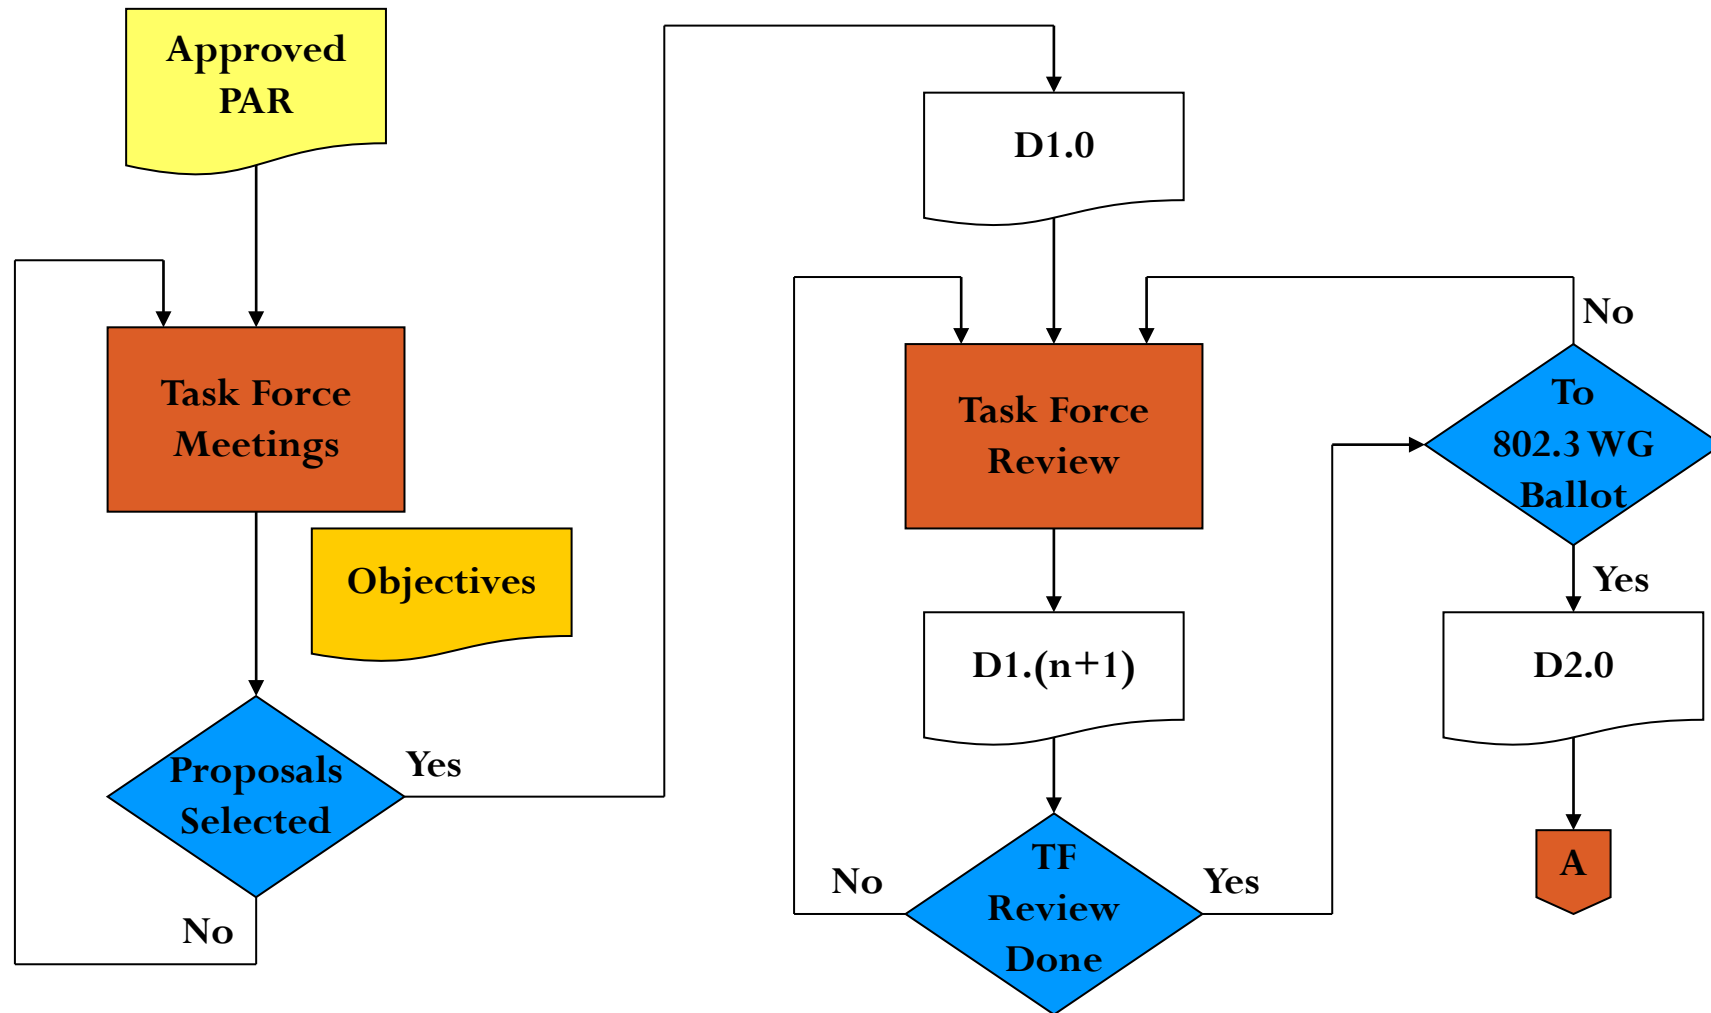 Approved
PAR
Task Force
Meetings
Objectives
Proposals
Selected
Yes
No
D1.0
Task Force
Review
D1.(n+1)
TF
Review
Done
No
Yes
To
802.3 WG
Ballot
No
Yes
D2.0
A